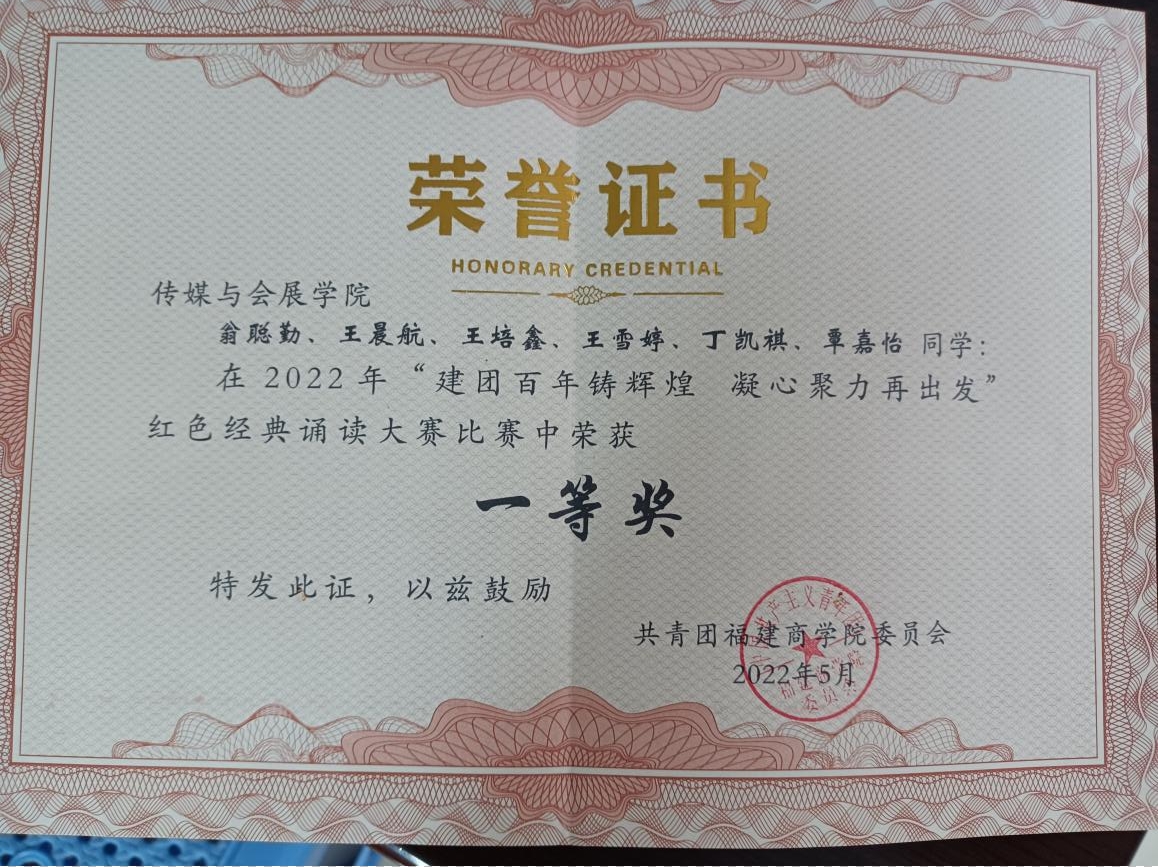 荣誉证书
HONORARY CREDENTIAL
传媒与会展学院
翁聪勤、王晨航、王培鑫、王雪婷、丁凯祺、覃嘉怡 同学：
在 2022 年“建团百年铸辉煌 凝心聚力再出发”
红色经典诵读大赛比赛中荣获
一等奖
特发此证，以兹鼓励
共青团福建商学院委员会
2022年5月